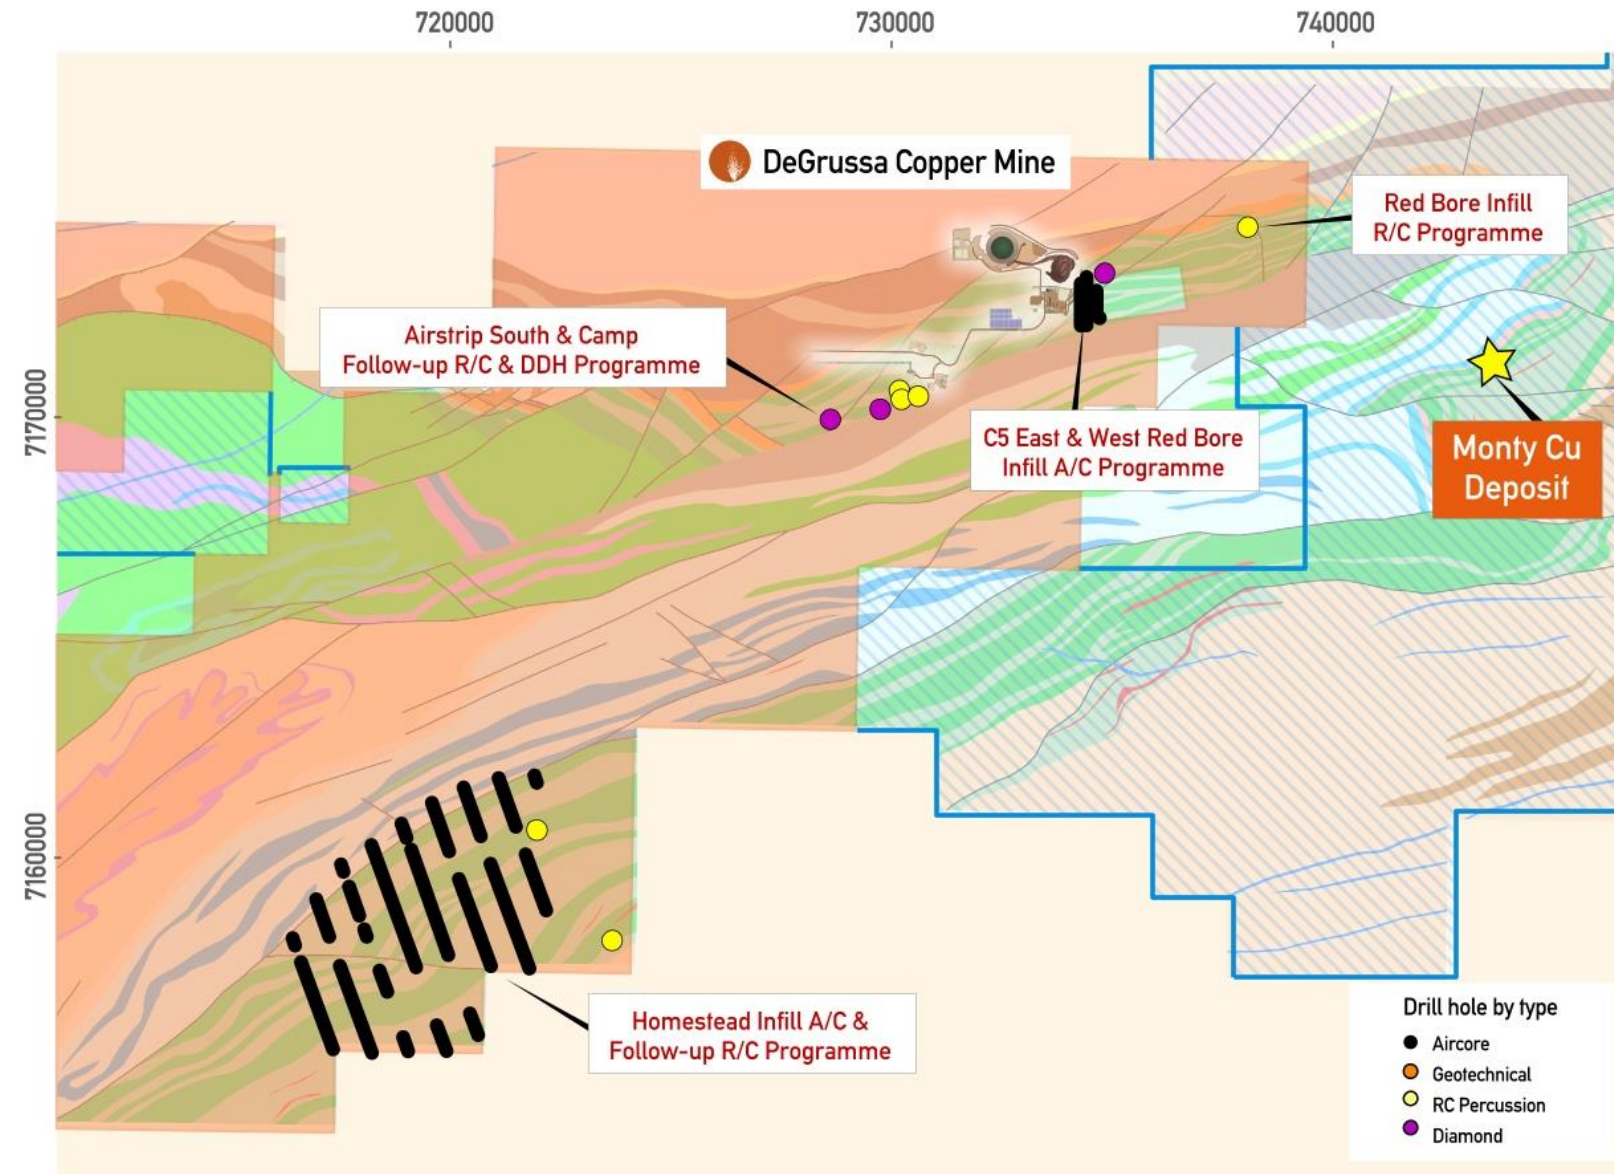 720000
730000
740000
DeGrussa Copper Mine
Red Bore Infill
R/C Programme
Airstrip South & Camp
Follow-up R/C & DDH Programme
7170000
C5 East & West Red Bore
Infill A/C Programme
Monty Cu
Deposit
7160000
Homestead Infill A/C &
Follow-up R/C Programme
Drill hole by type
Aircore
Geotechnical
RC Percussion
Diamond